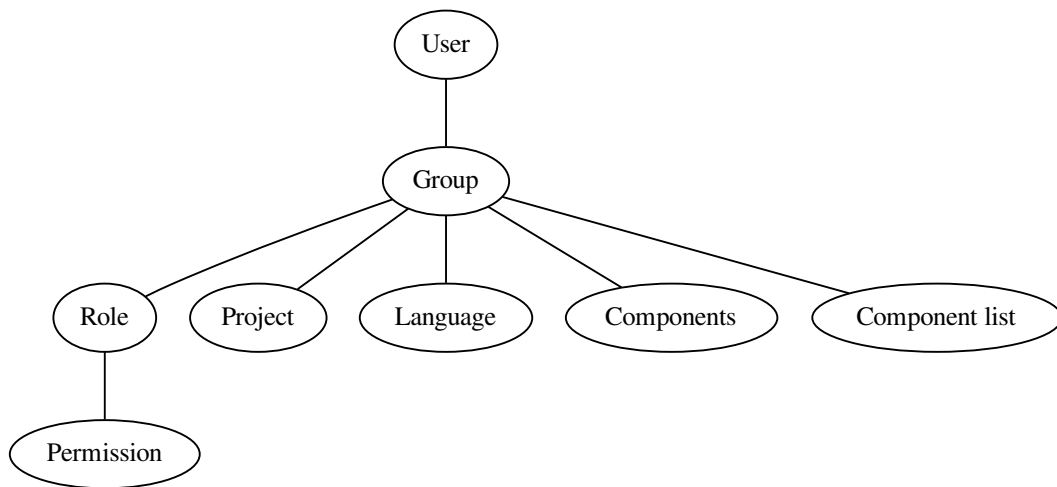 User
Group
Role
Project
Language
Components
Component list
Permission